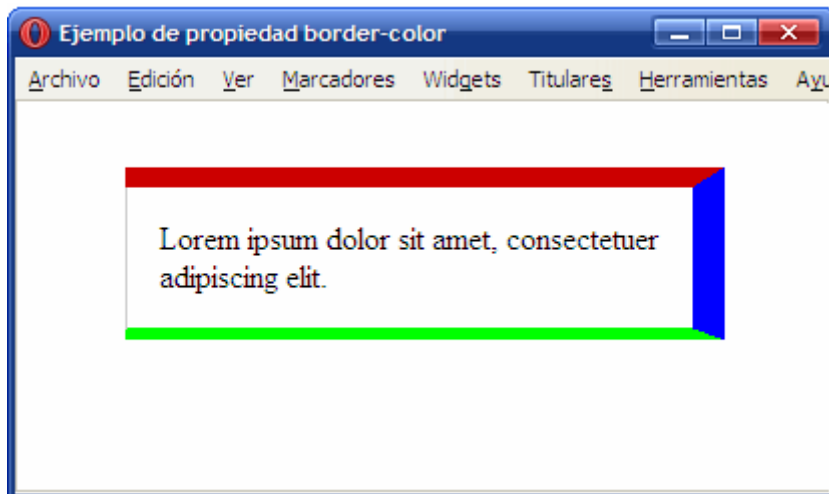 Ejemplo de propiedad border-color
Archivo Edición Ver Marcadores Widgets Titulares Herramientas Ayu
Lorem ipsum dolor sit amet, consectetuer
adipiscing elit.